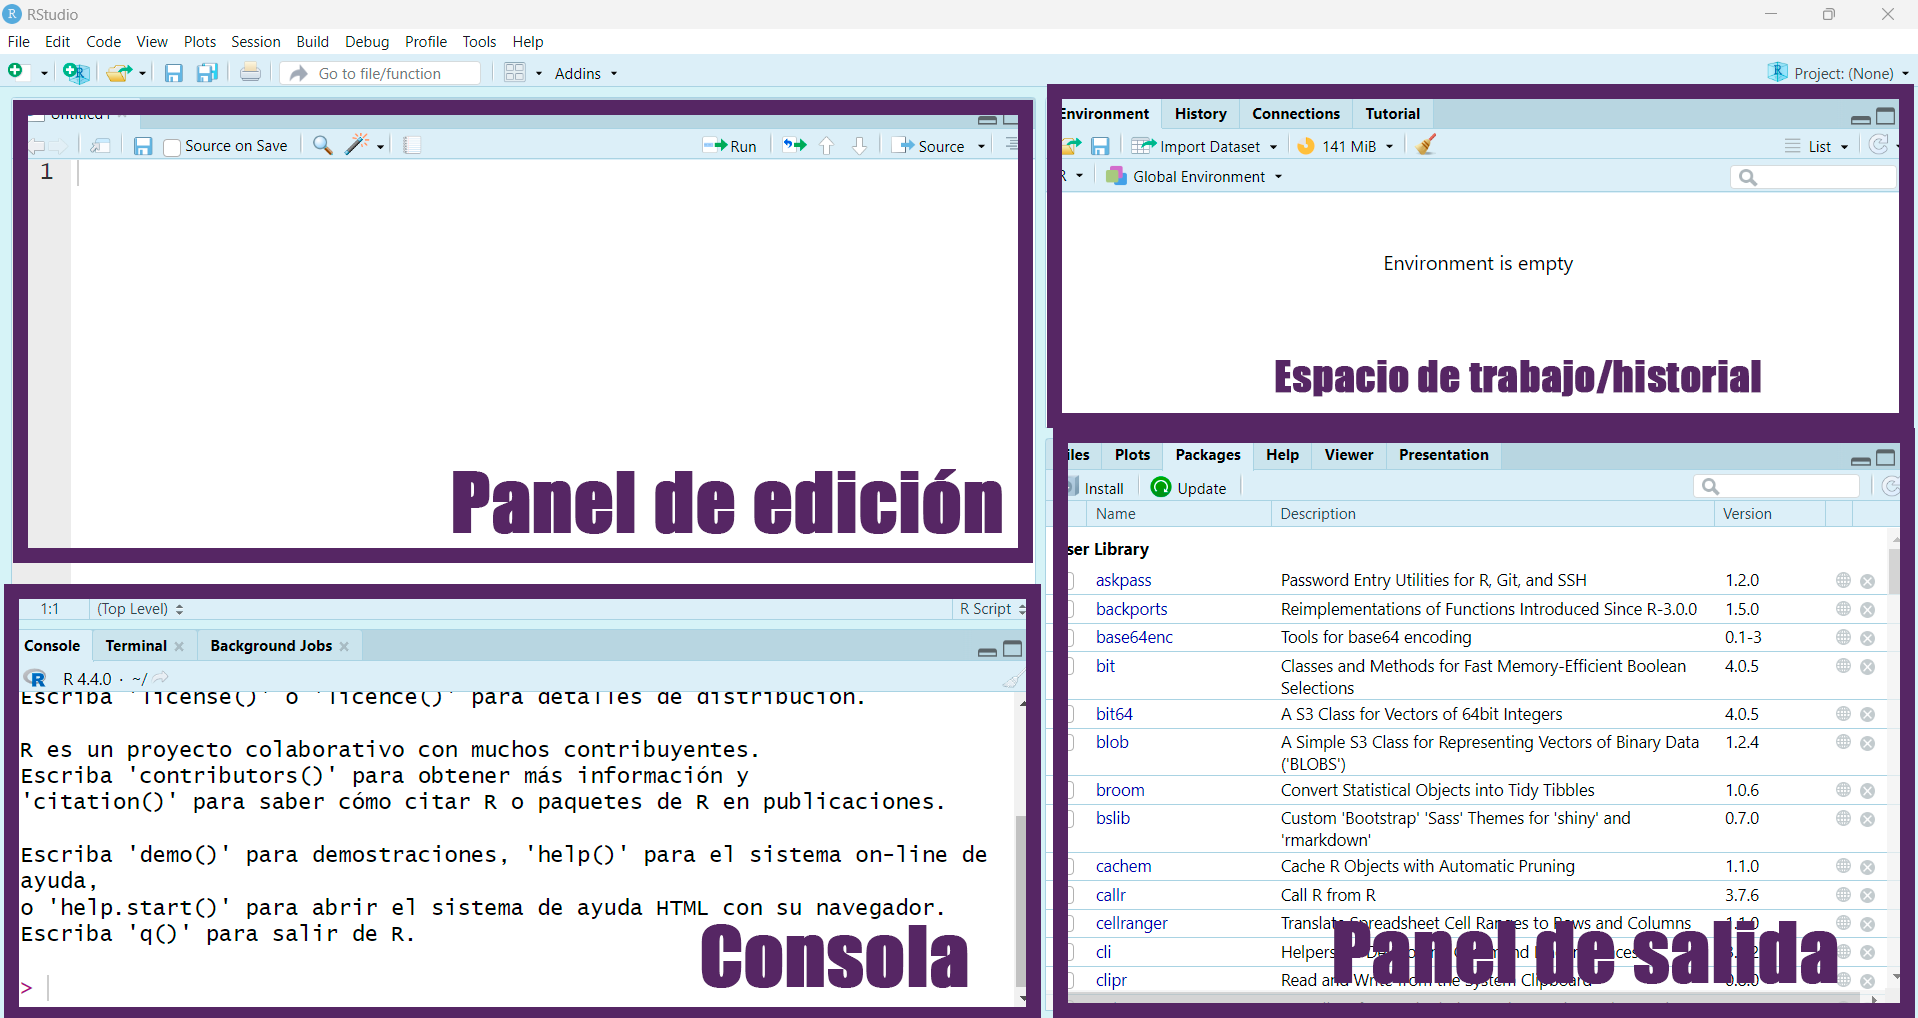 RStudio
File Edit Code View Plots Session Build Debug Profile Tools Help
Go to file/function Addins Project: (None)
Source on Save Run Source
1
Panel de edición
1:1 (Top Level) R Script
Console Terminal Background Jobs
R 4.4.0 · ~/
Escriba 'license()' o 'licence()' para detalles de distribucion.
R es un proyecto colaborativo con muchos contribuyentes.
Escriba 'contributors()' para obtener más información y
'citation()' para saber cómo citar R o paquetes de R en publicaciones.
Escriba 'demo()' para demostraciones, 'help()' para el sistema on-line de
ayuda,
o 'help.start()' para abrir el sistema de ayuda HTML con su navegador.
Escriba 'q()' para salir de R.
>
Consola
Environment History Connections Tutorial
Import Dataset 141 MiB List
R Global Environment
Environment is empty
Espacio de trabajo/historial
iles Plots Packages Help Viewer Presentation
Install Update
Name Description Version
ser Library
askpass Password Entry Utilities for R, Git, and SSH 1.2.0
backports Reimplementations of Functions Introduced Since R-3.0.0 1.5.0
base64enc Tools for base64 encoding 0.1-3
bit Classes and Methods for Fast Memory-Efficient Boolean 4.0.5
Selections
bit64 A S3 Class for Vectors of 64bit Integers 4.0.5
blob A Simple S3 Class for Representing Vectors of Binary Data 1.2.4
('BLOBS')
broom Convert Statistical Objects into Tidy Tibbles 1.0.6
bslib Custom 'Bootstrap' 'Sass' Themes for 'shiny' and 0.7.0
'rmarkdown'
cachem Cache R Objects with Automatic Pruning 1.1.0
callr Call R from R 3.7.6
cellranger Translate Spreadsheet Cell Ranges to Rows and Columns 1.1.0
cli Helpers
clipr Read and Write from the System Clipboard
Panel de salida